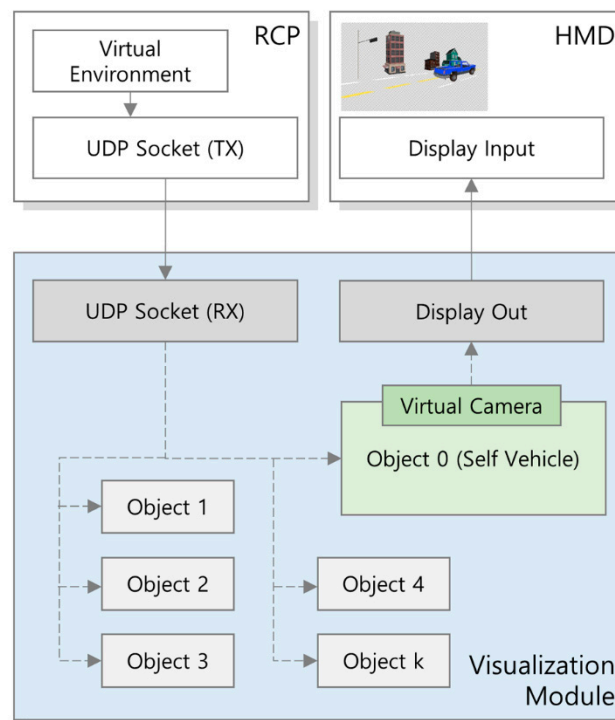 RCP
Virtual
Environment
UDP Socket (TX)
HMD
Display Input
UDP Socket (RX)
Display Out
Virtual Camera
Object 0 (Self Vehicle)
Object 1
Object 2
Object 3
Object 4
Object k
Visualization
Module